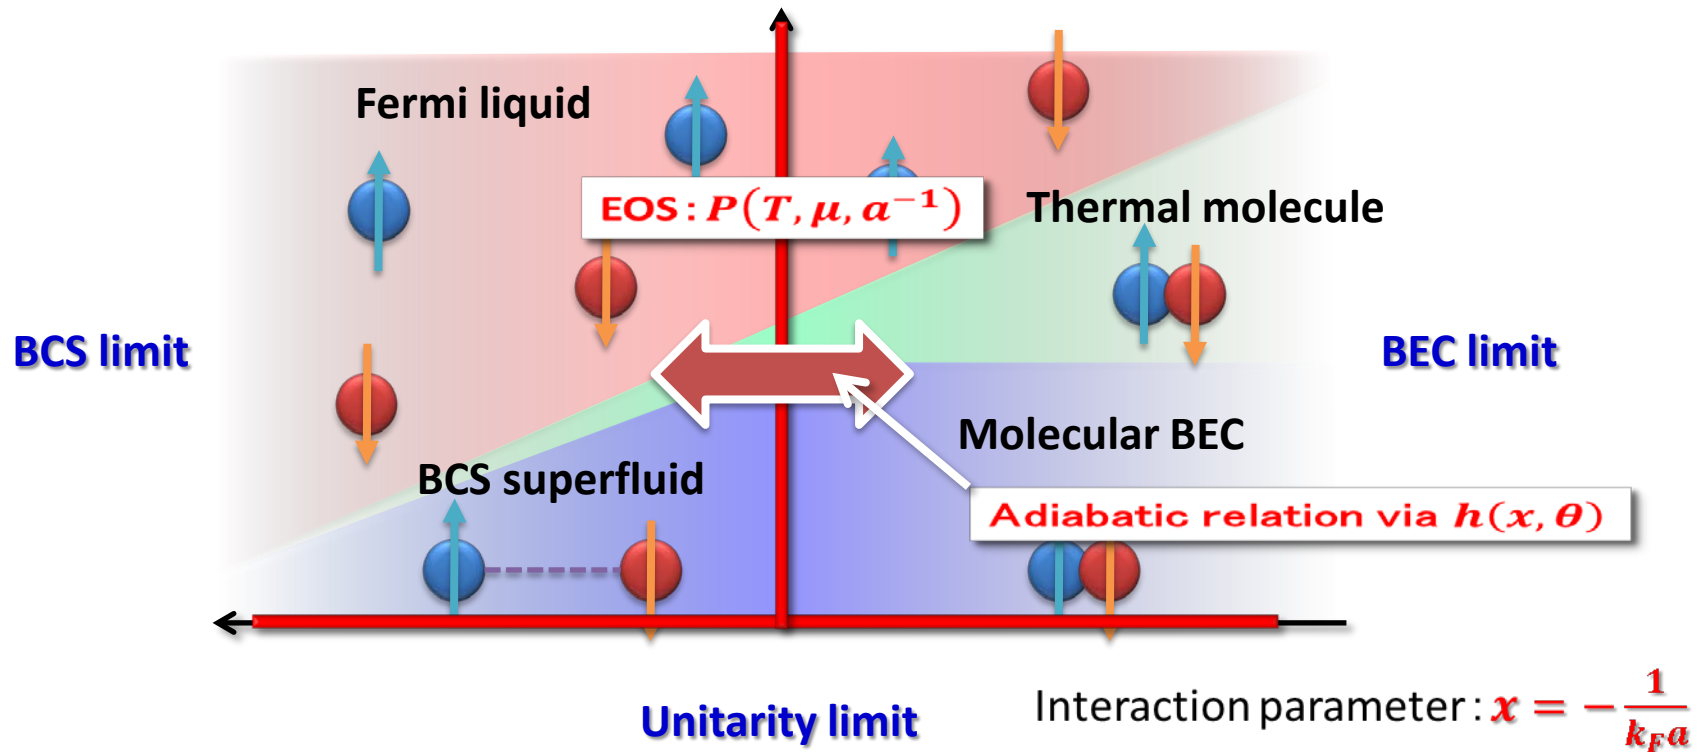 Fermi liquid
EOS : P(T, μ, a⁻¹)
Thermal molecule
BCS limit
BEC limit
Molecular BEC
BCS superfluid
Adiabatic relation via h(x, θ)
Unitarity limit
Interaction parameter : x = − 1 / k_F a